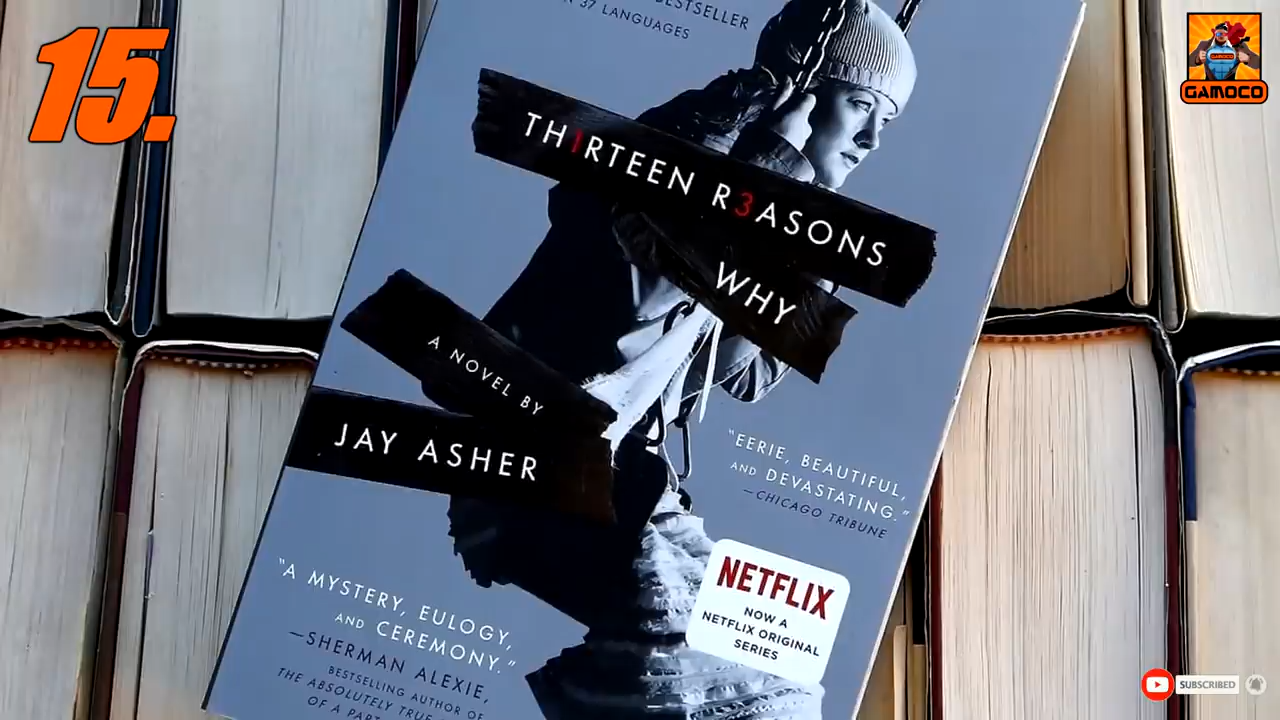 15.
GAMOCO
BESTSELLER
37 LANGUAGES
TH1RTEEN R3ASONS
WHY
A NOVEL BY
JAY ASHER
"EERIE, BEAUTIFUL,
AND DEVASTATING."
—CHICAGO TRIBUNE
"A MYSTERY, EULOGY,
AND CEREMONY."
—SHERMAN ALEXIE,
BESTSELLING AUTHOR OF
THE ABSOLUTELY TRUE
OF A PART
NETFLIX
NOW A
NETFLIX ORIGINAL
SERIES
SUBSCRIBED